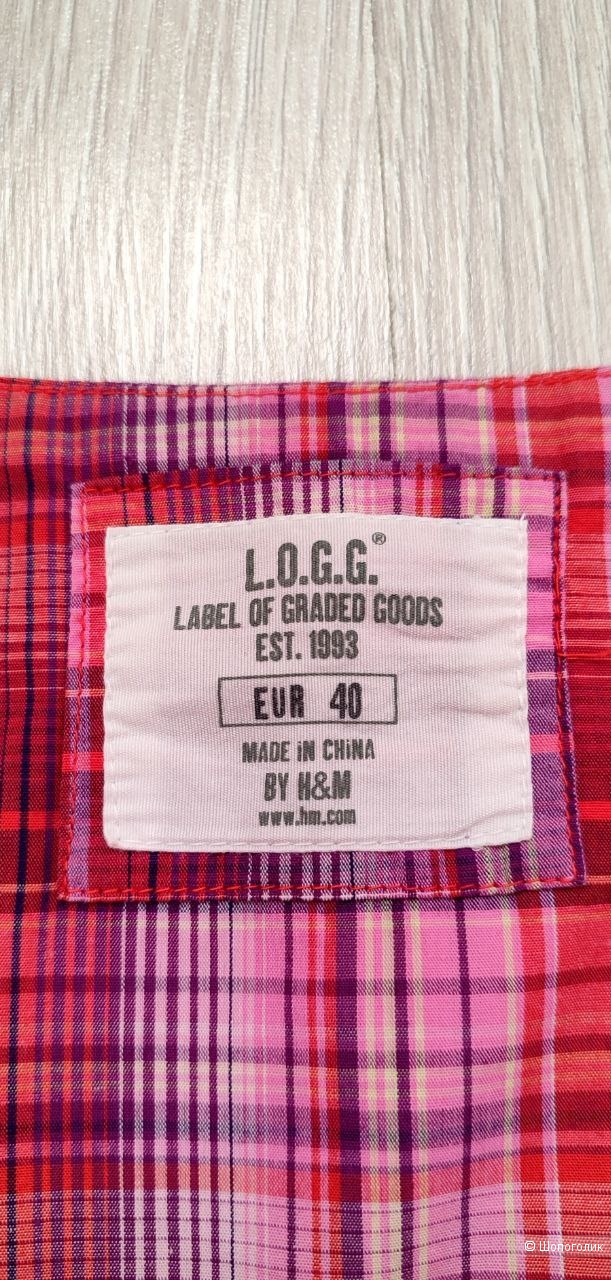 L.O.G.G.®
LABEL OF GRADED GOODS
EST. 1993
EUR 40
MADE iN CHiNA
BY H&M
www.hm.com
© Шопоголик